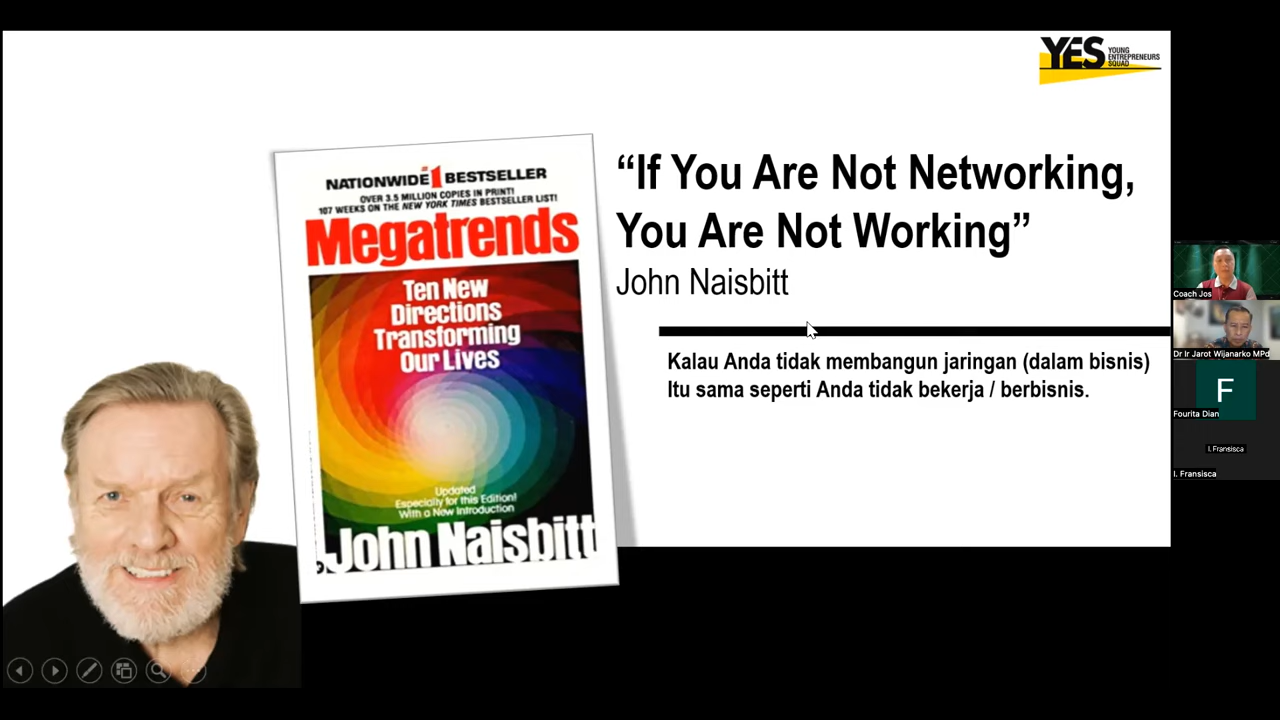 YES YOUNG
ENTREPRENEURS
SQUAD
NATIONWIDE #1 BESTSELLER
OVER 3.5 MILLION COPIES IN PRINT!
107 WEEKS ON THE NEW YORK TIMES BESTSELLER LIST!
Megatrends
Ten New
Directions
Transforming
Our Lives
Updated
Especially for this Edition!
With a New Introduction
John Naisbitt
“If You Are Not Networking,
You Are Not Working”
John Naisbitt
Kalau Anda tidak membangun jaringan (dalam bisnis)
Itu sama seperti Anda tidak bekerja / berbisnis.
Coach Jos
Dr Ir Jarot Wijanarko MPd
F
Fourita Dian
I. Fransisca
I. Fransisca